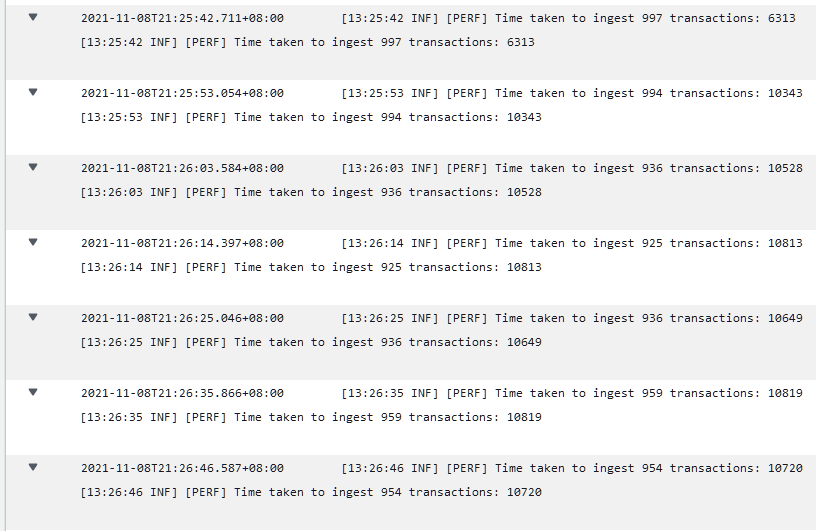 2021-11-08T21:25:42.711+08:00 [13:25:42 INF] [PERF] Time taken to ingest 997 transactions: 6313
[13:25:42 INF] [PERF] Time taken to ingest 997 transactions: 6313
2021-11-08T21:25:53.054+08:00 [13:25:53 INF] [PERF] Time taken to ingest 994 transactions: 10343
[13:25:53 INF] [PERF] Time taken to ingest 994 transactions: 10343
2021-11-08T21:26:03.584+08:00 [13:26:03 INF] [PERF] Time taken to ingest 936 transactions: 10528
[13:26:03 INF] [PERF] Time taken to ingest 936 transactions: 10528
2021-11-08T21:26:14.397+08:00 [13:26:14 INF] [PERF] Time taken to ingest 925 transactions: 10813
[13:26:14 INF] [PERF] Time taken to ingest 925 transactions: 10813
2021-11-08T21:26:25.046+08:00 [13:26:25 INF] [PERF] Time taken to ingest 936 transactions: 10649
[13:26:25 INF] [PERF] Time taken to ingest 936 transactions: 10649
2021-11-08T21:26:35.866+08:00 [13:26:35 INF] [PERF] Time taken to ingest 959 transactions: 10819
[13:26:35 INF] [PERF] Time taken to ingest 959 transactions: 10819
2021-11-08T21:26:46.587+08:00 [13:26:46 INF] [PERF] Time taken to ingest 954 transactions: 10720
[13:26:46 INF] [PERF] Time taken to ingest 954 transactions: 10720